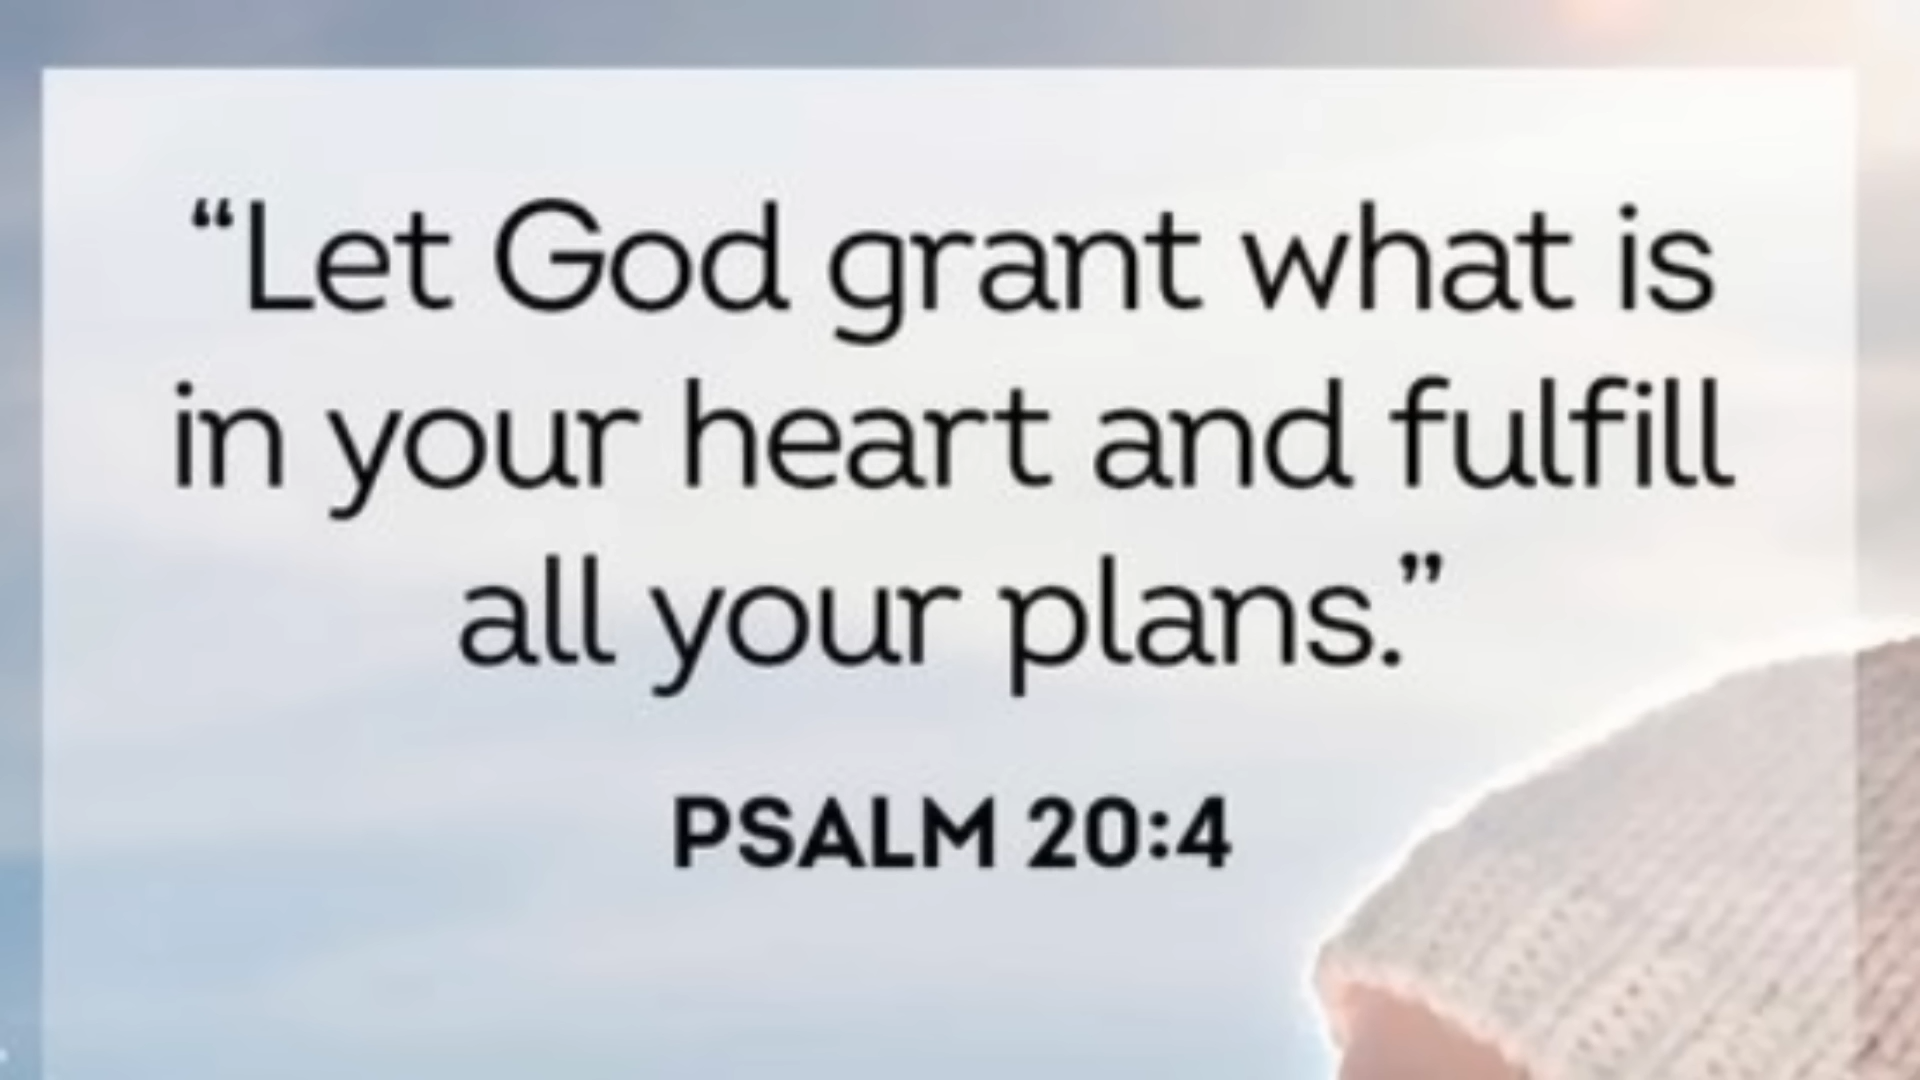 “Let God grant what is
in your heart and fulfill
all your plans.”
PSALM 20:4